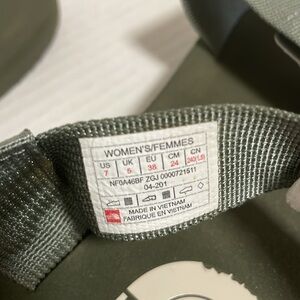 WOMEN'S/FEMMES
US UK EU CM CN
7 5 38 24 240(1.5)
NF0A46BF ZGJ 0000721511
04-201
MADE IN VIETNAM
FABRIQUÉ EN VIETNAM